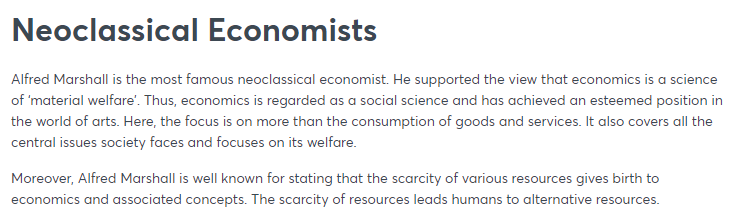 Neoclassical Economists
Alfred Marshall is the most famous neoclassical economist. He supported the view that economics is a science
of ‘material welfare’. Thus, economics is regarded as a social science and has achieved an esteemed position in
the world of arts. Here, the focus is on more than the consumption of goods and services. It also covers all the
central issues society faces and focuses on its welfare.
Moreover, Alfred Marshall is well known for stating that the scarcity of various resources gives birth to
economics and associated concepts. The scarcity of resources leads humans to alternative resources.